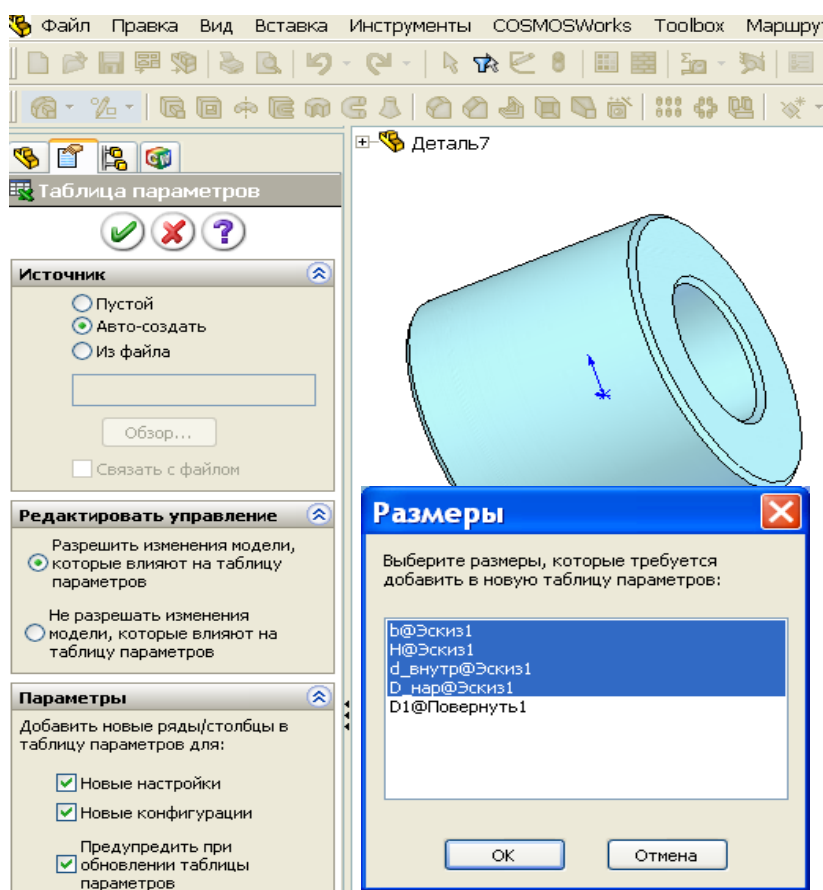 Файл Правка Вид Вставка Инструменты COSMOSWorks Toolbox Маршру
Деталь7
Таблица параметров
Источник
Пустой
Авто-создать
Из файла
Обзор...
Связать с файлом
Редактировать управление
Разрешить изменения модели,
которые влияют на таблицу
параметров
Не разрешать изменения
модели, которые влияют на
таблицу параметров
Параметры
Добавить новые ряды/столбцы в
таблицу параметров для:
Новые настройки
Новые конфигурации
Предупредить при
обновлении таблицы
параметров
Размеры
Выберите размеры, которые требуется
добавить в новую таблицу параметров:
b@Эскиз1
H@Эскиз1
d_внутр@Эскиз1
D_нар@Эскиз1
D1@Повернуть1
OK Отмена